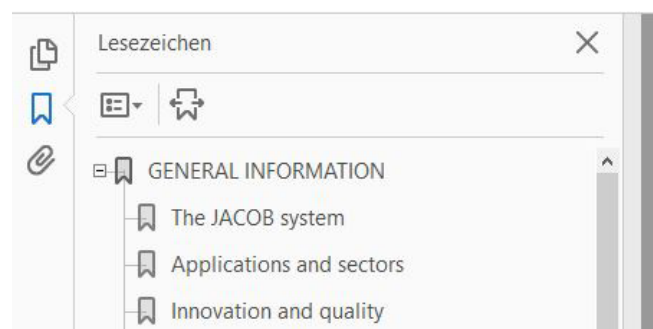 Lesezeichen
GENERAL INFORMATION
The JACOB system
Applications and sectors
Innovation and quality